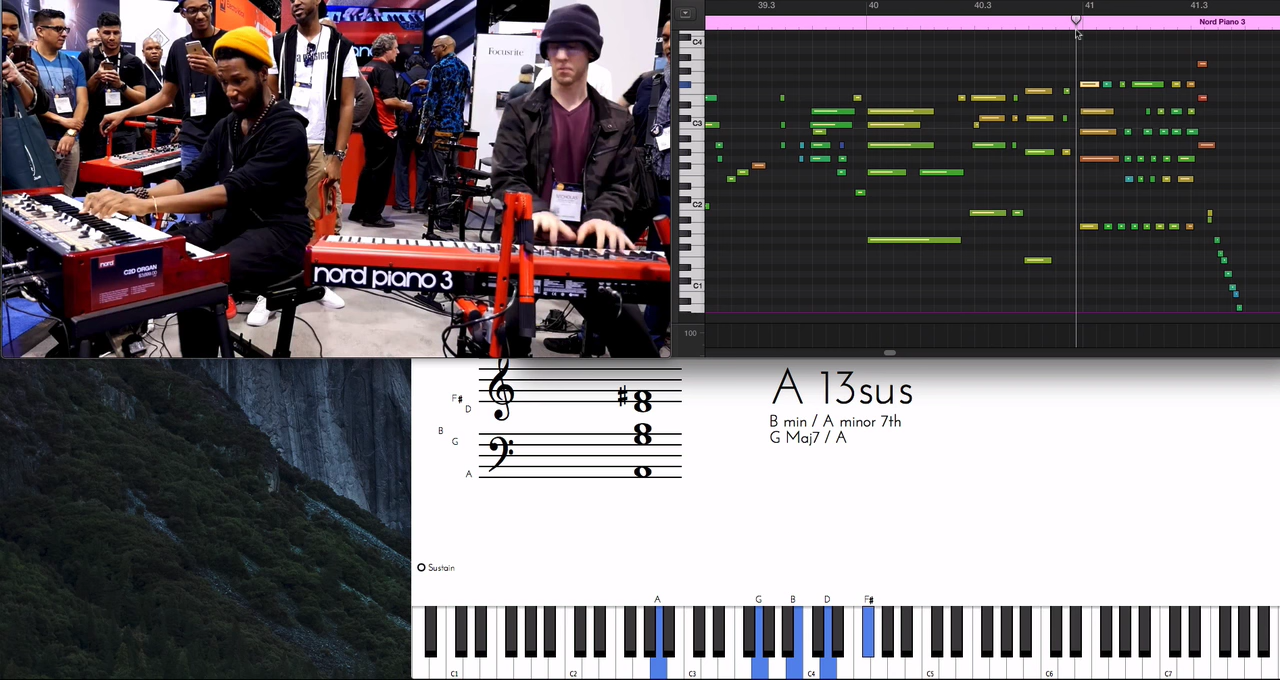 39.3
40
40.3
41
41.3
Nord Piano 3
C4
C3
C2
C1
100
Focusrite
nord
C2D ORGAN
nord piano 3
A 13sus
B min / A minor 7th
G Maj7 / A
F#
D
B
G
A
Sustain
A
G
B
D
F#
C1
C2
C3
C4
C5
C6
C7